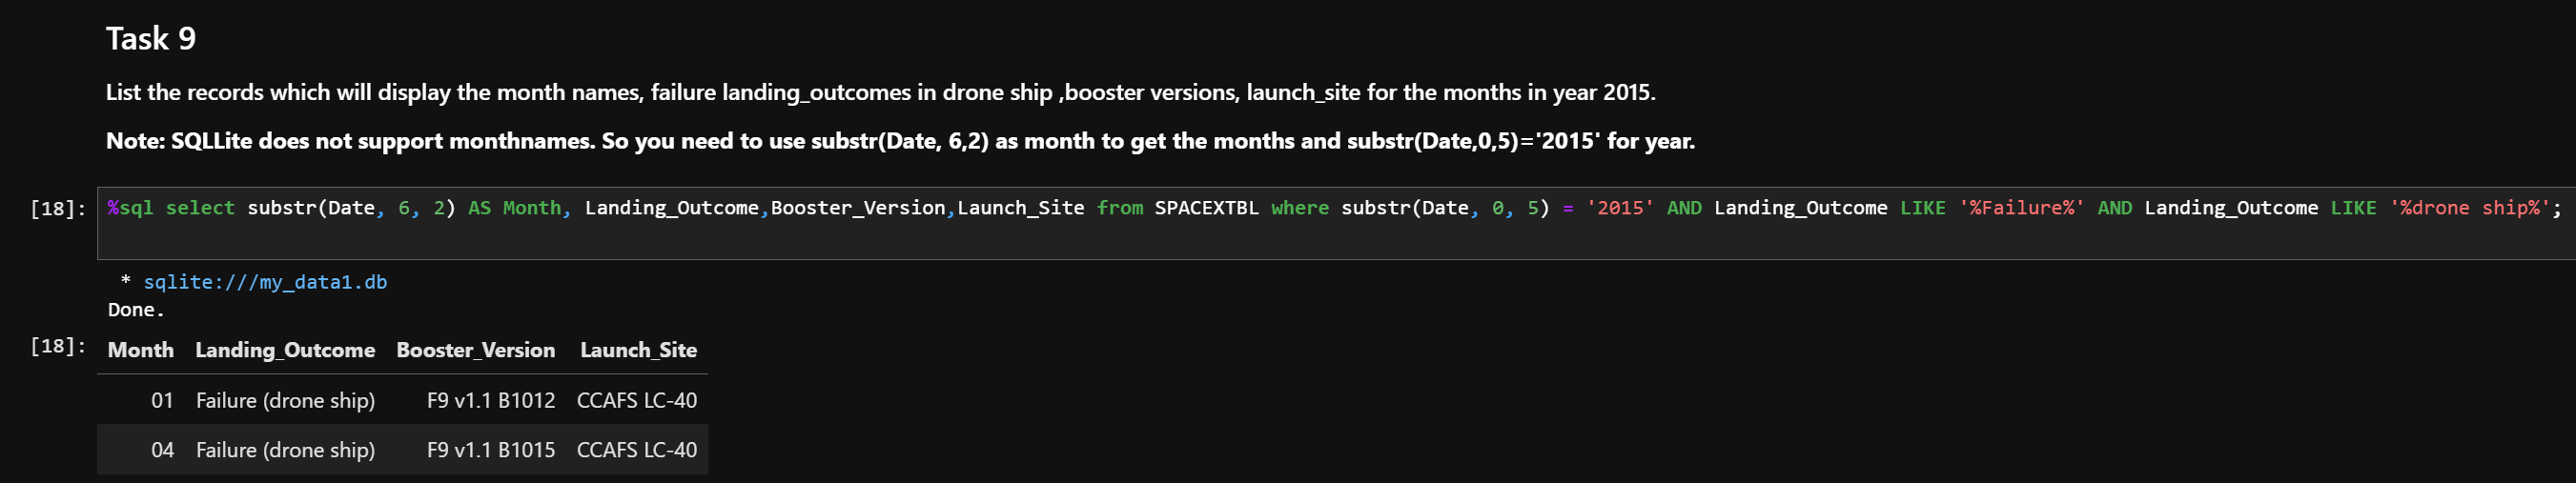 Task 9
List the records which will display the month names, failure landing_outcomes in drone ship ,booster versions, launch_site for the months in year 2015.
Note: SQLLite does not support monthnames. So you need to use substr(Date, 6,2) as month to get the months and substr(Date,0,5)='2015' for year.
[18]: %sql select substr(Date, 6, 2) AS Month, Landing_Outcome,Booster_Version,Launch_Site from SPACEXTBL where substr(Date, 0, 5) = '2015' AND Landing_Outcome LIKE '%Failure%' AND Landing_Outcome LIKE '%drone ship%';
* sqlite:///my_data1.db
Done.
[18]: Month Landing_Outcome Booster_Version Launch_Site
01 Failure (drone ship) F9 v1.1 B1012 CCAFS LC-40
04 Failure (drone ship) F9 v1.1 B1015 CCAFS LC-40